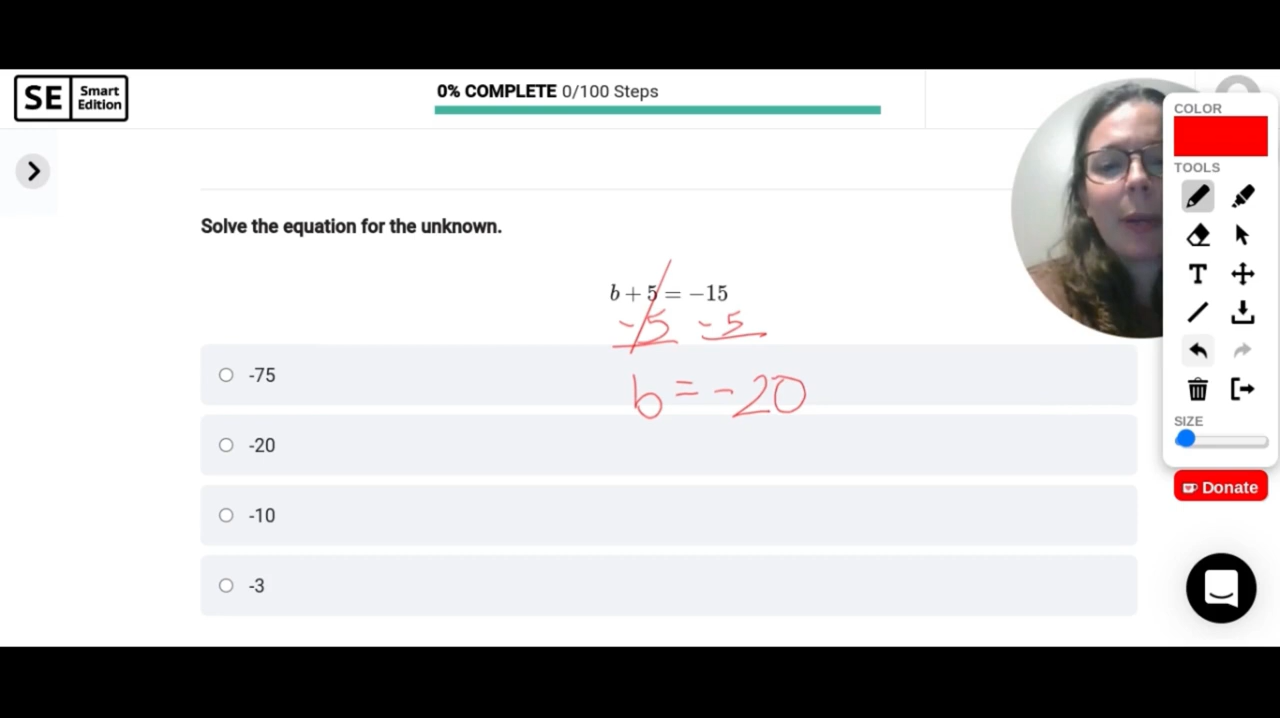 SE Smart Edition
0% COMPLETE 0/100 Steps
COLOR
TOOLS
T
SIZE
Donate
Solve the equation for the unknown.
b + 5 = −15
-5 -5
b = -20
-75
-20
-10
-3